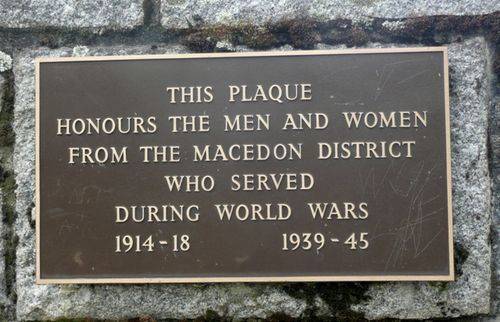 THIS PLAQUE
HONOURS THE MEN AND WOMEN
FROM THE MACEDON DISTRICT
WHO SERVED
DURING WORLD WARS
1914-18 1939-45